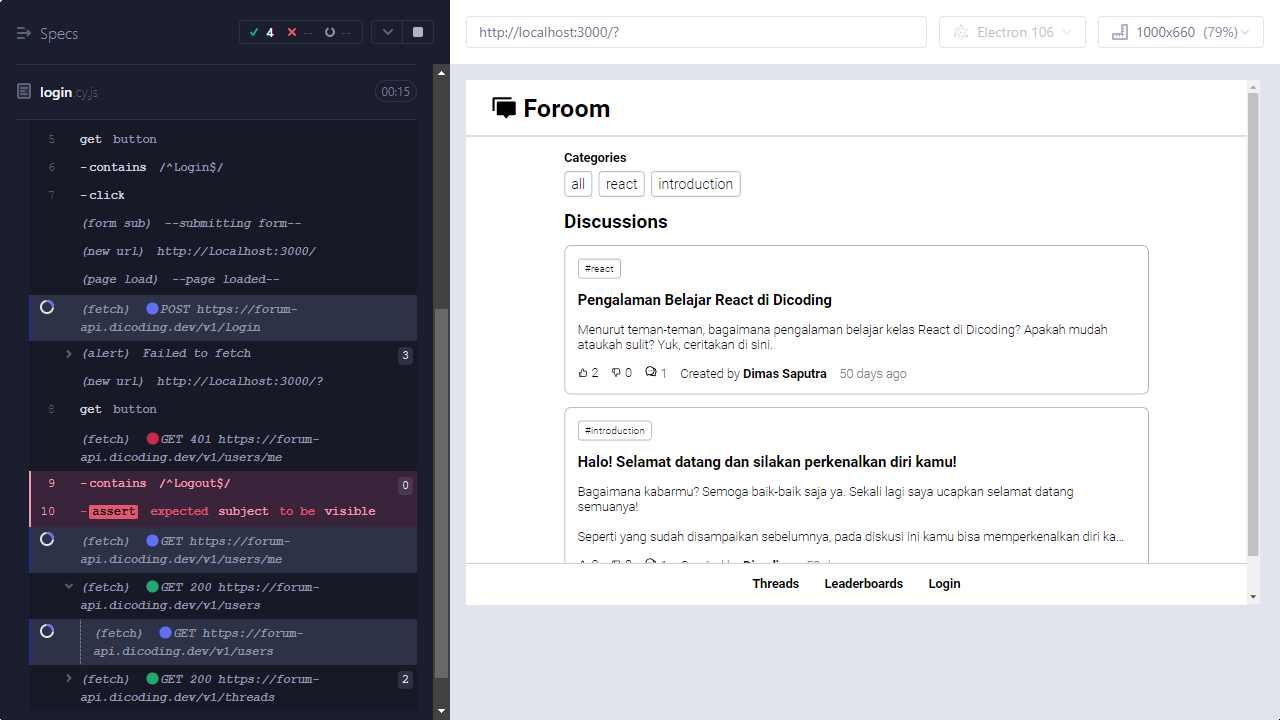 Specs
4
--
--
login.cy.js
00:15
5 get button
6 -contains /^Login$/
7 -click
(form sub) --submitting form--
(new url) http://localhost:3000/
(page load) --page loaded--
(fetch) POST https://forum-
api.dicoding.dev/v1/login
(alert) Failed to fetch 3
(new url) http://localhost:3000/?
8 get button
(fetch) GET 401 https://forum-
api.dicoding.dev/v1/users/me
9 -contains /^Logout$/ 0
10 -assert expected subject to be visible
(fetch) GET https://forum-
api.dicoding.dev/v1/users/me
(fetch) GET 200 https://forum-
api.dicoding.dev/v1/users
(fetch) GET https://forum-
api.dicoding.dev/v1/users
(fetch) GET 200 https://forum- 2
api.dicoding.dev/v1/threads
http://localhost:3000/?
Electron 106
1000x660 (79%)
Foroom
Categories
all react introduction
Discussions
#react
Pengalaman Belajar React di Dicoding
Menurut teman-teman, bagaimana pengalaman belajar kelas React di Dicoding? Apakah mudah
ataukah sulit? Yuk, ceritakan di sini.
2 0 1 Created by Dimas Saputra 50 days ago
#introduction
Halo! Selamat datang dan silakan perkenalkan diri kamu!
Bagaimana kabarmu? Semoga baik-baik saja ya. Sekali lagi saya ucapkan selamat datang
semuanya!
Seperti yang sudah disampaikan sebelumnya, pada diskusi ini kamu bisa memperkenalkan diri ka...
Threads Leaderboards Login